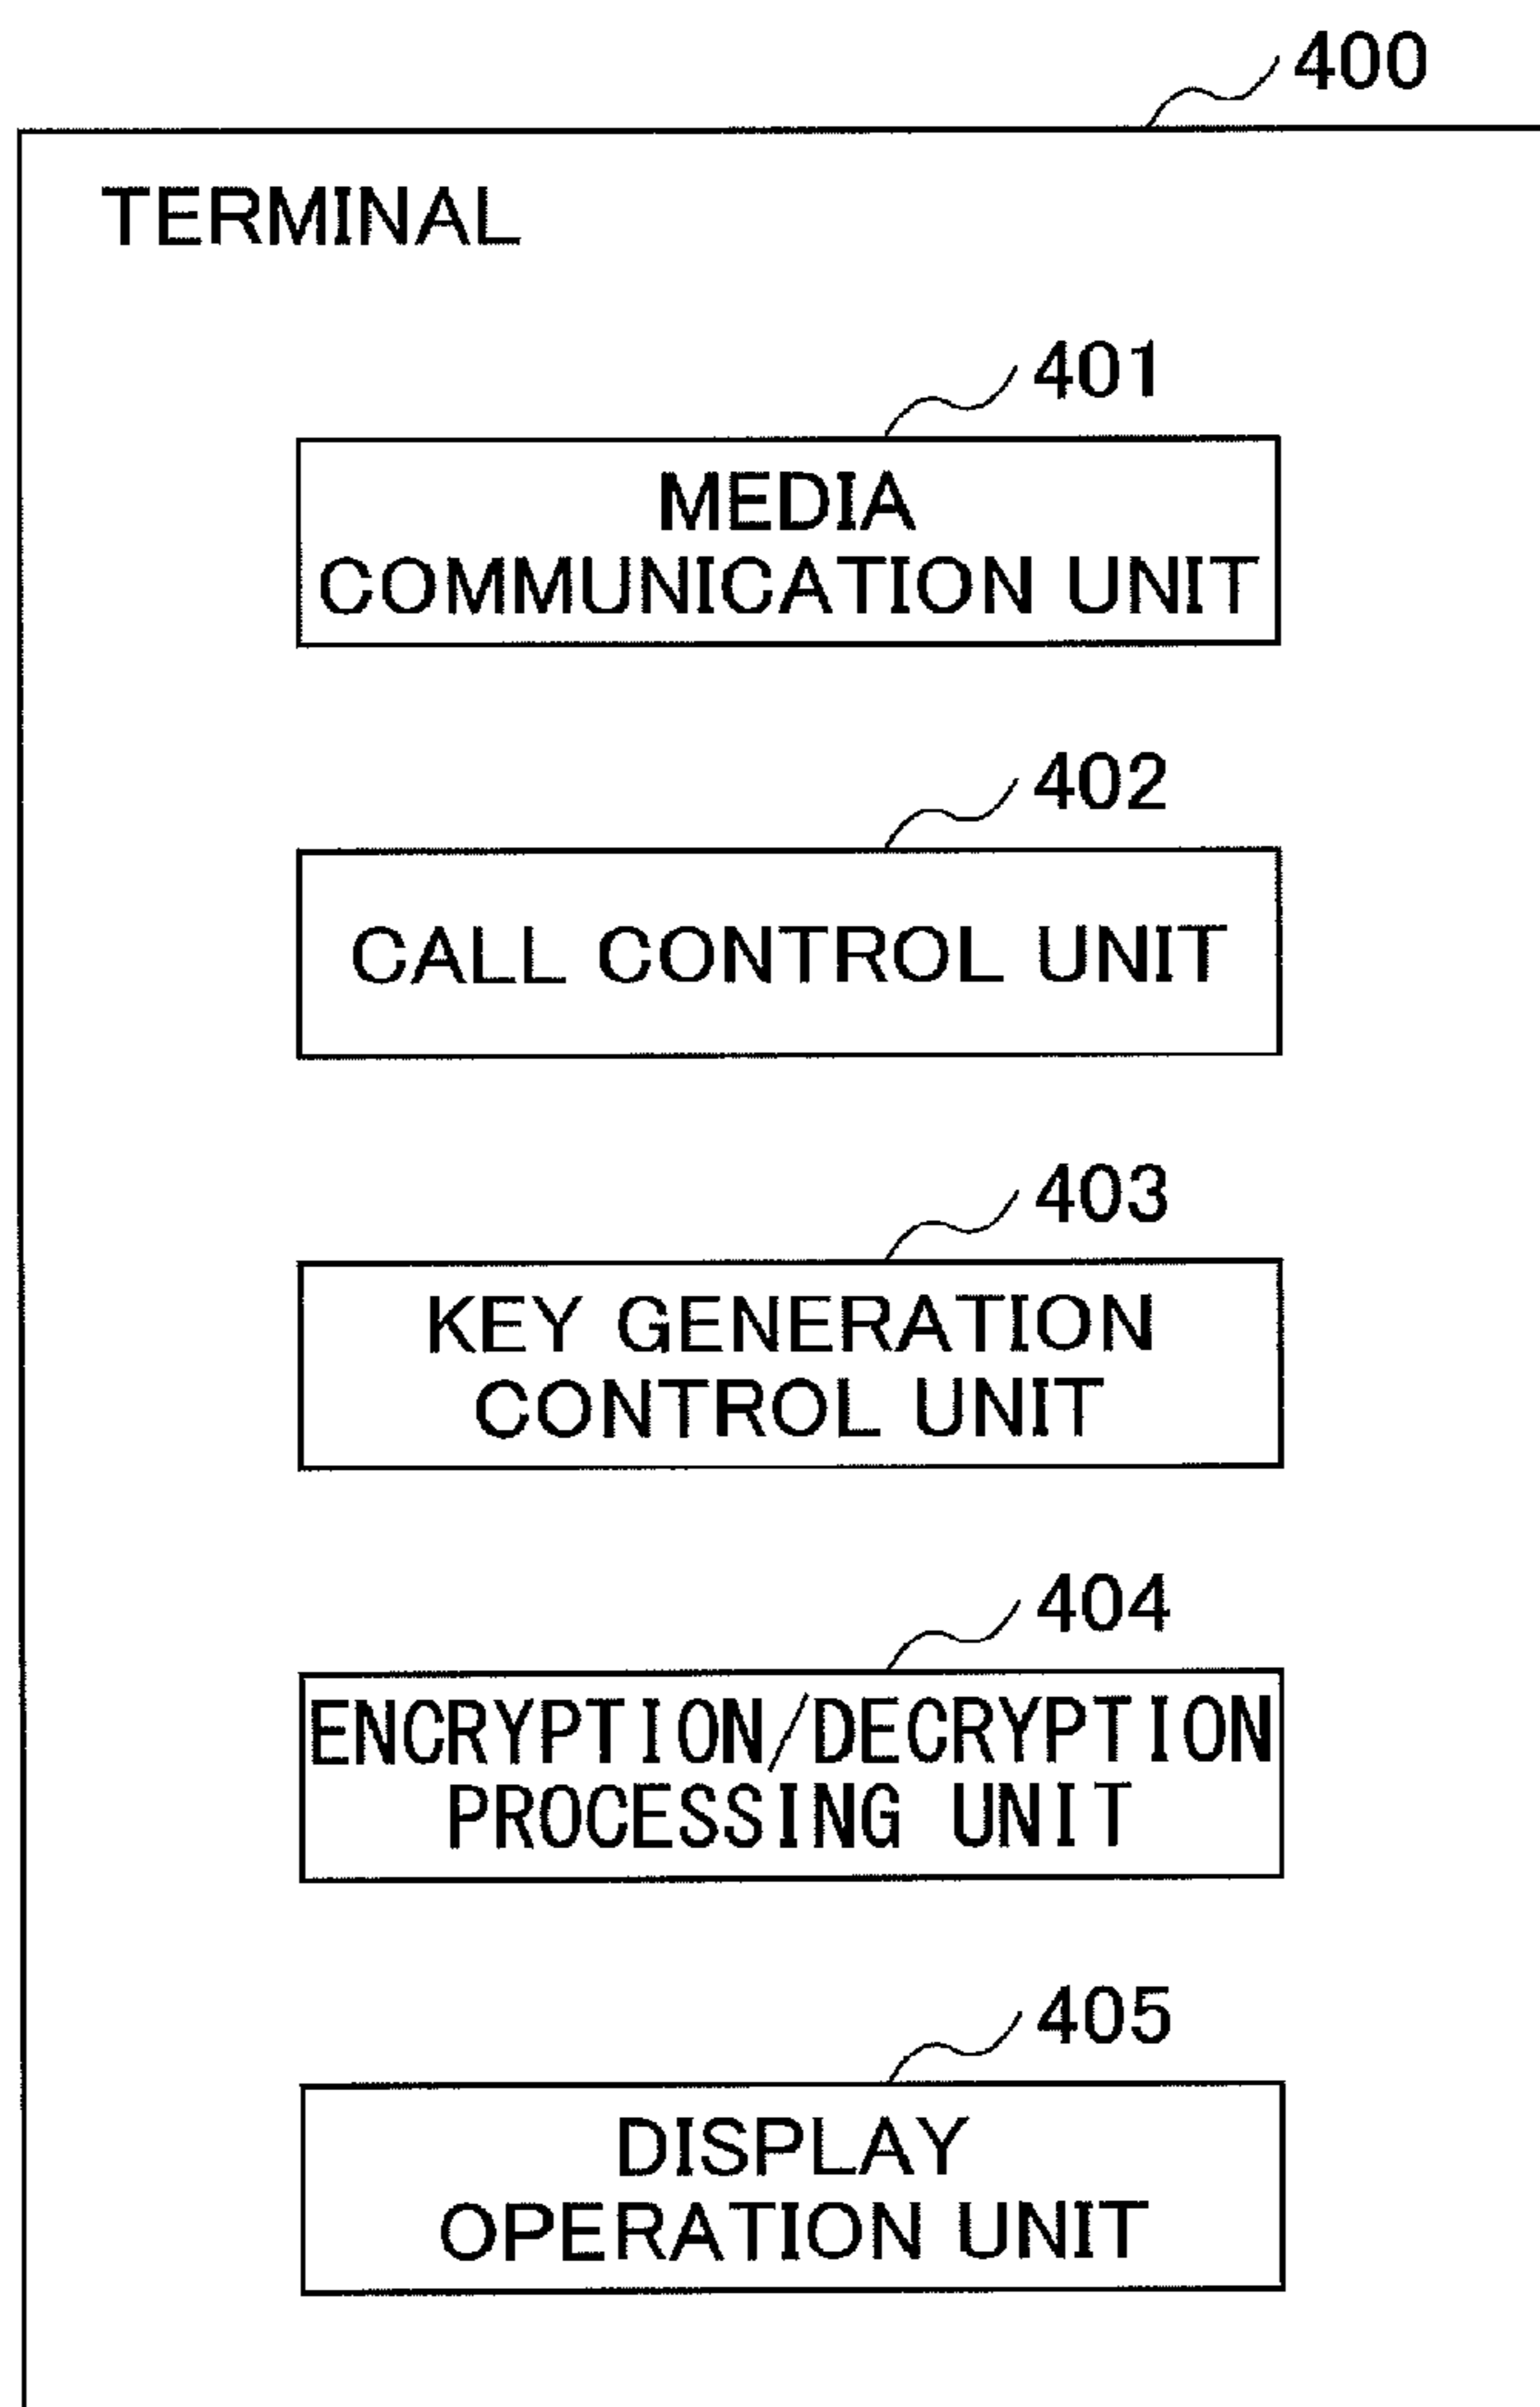 400
TERMINAL
401
MEDIA
COMMUNICATION UNIT
402
CALL CONTROL UNIT
403
KEY GENERATION
CONTROL UNIT
404
ENCRYPTION/DECRYPTION
PROCESSING UNIT
405
DISPLAY
OPERATION UNIT